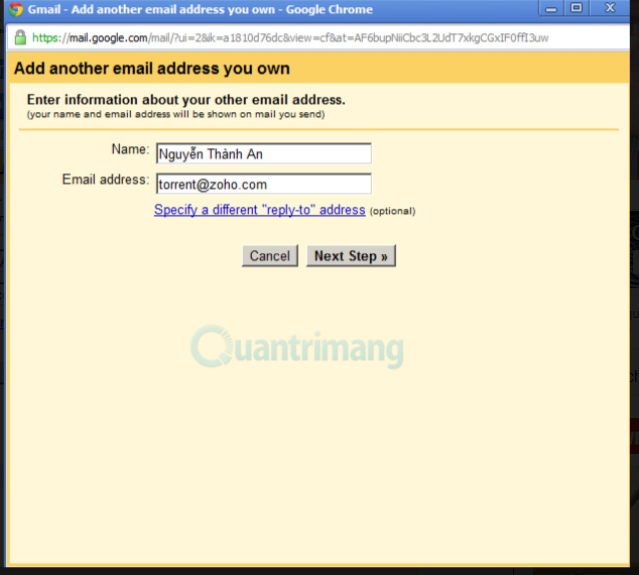 Gmail - Add another email address you own - Google Chrome
https://mail.google.com/mail/?ui=2&ik=a1810d76dc&view=cf&at=AF6bupNiiCbc3L2UdT7xkgCGxIF0ffI3uw
Add another email address you own
Enter information about your other email address.
(your name and email address will be shown on mail you send)
Name: Nguyễn Thành An
Email address: torrent@zoho.com
Specify a different "reply-to" address (optional)
Cancel Next Step »
Quantrimang